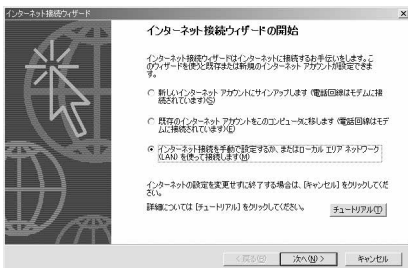 インターネット接続ウィザード
インターネット接続ウィザードの開始
インターネット接続ウィザードはインターネットに接続するお手伝いをします。こ
のウィザードを使うと既存または新規のインターネット アカウントが設定できま
す。
新しいインターネット アカウントにサインアップします (電話回線はモデムに接
続されています)(S)
既存のインターネット アカウントをこのコンピュータに移します (電話回線はモデ
ムに接続されています)(E)
インターネット接続を手動で設定するか、またはローカル エリア ネットワーク
(LAN) を使って接続します(M)
インターネットの設定を変更せずに終了する場合は、[キャンセル] をクリックしてくだ
さい。
詳細については [チュートリアル] をクリックしてください。
チュートリアル(T)
< 戻る(B)
次へ(N) >
キャンセル